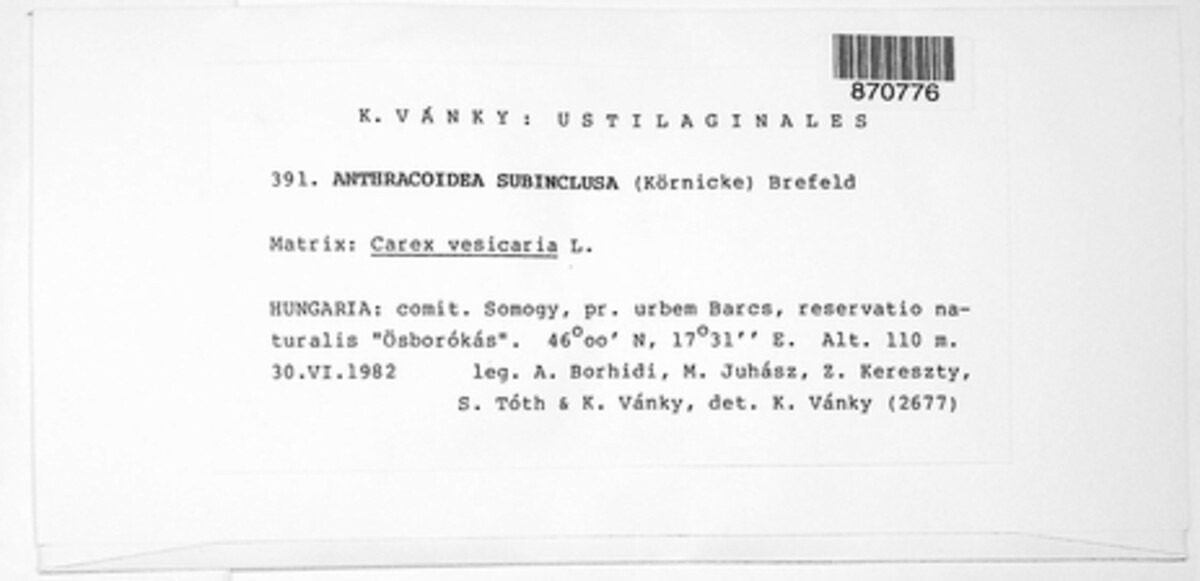 870776
K. VÁNKY: USTILAGINALES
391. ANTHRACOIDEA SUBINCLUSA (Körnicke) Brefeld
Matrix: Carex vesicaria L.
HUNGARIA: comit. Somogy, pr. urbem Barcs, reservatio na-
turalis "Ösborókás". 46°oo' N, 17°31'' E. Alt. 110 m.
30.VI.1982 leg. A. Borhidi, M. Juhász, Z. Kereszty,
S. Tóth & K. Vánky, det. K. Vánky (2677)